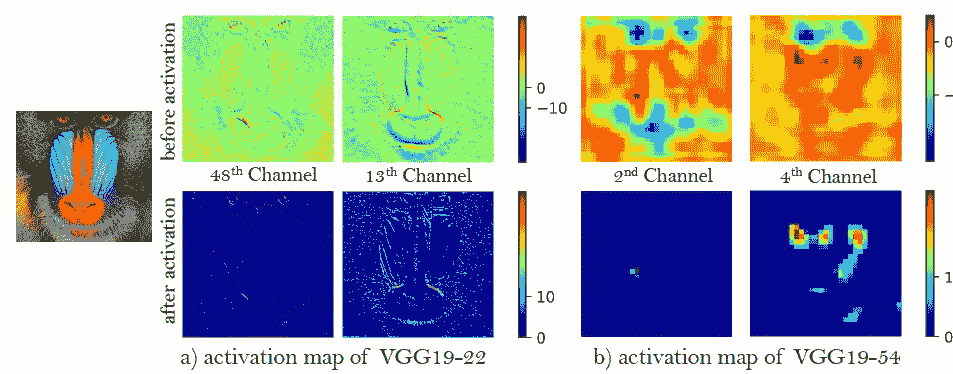 before activation
0
−10
0
−
48th Channel
13th Channel
2nd Channel
4th Channel
after activation
10
0
1
0
a) activation map of VGG19-22
b) activation map of VGG19-54